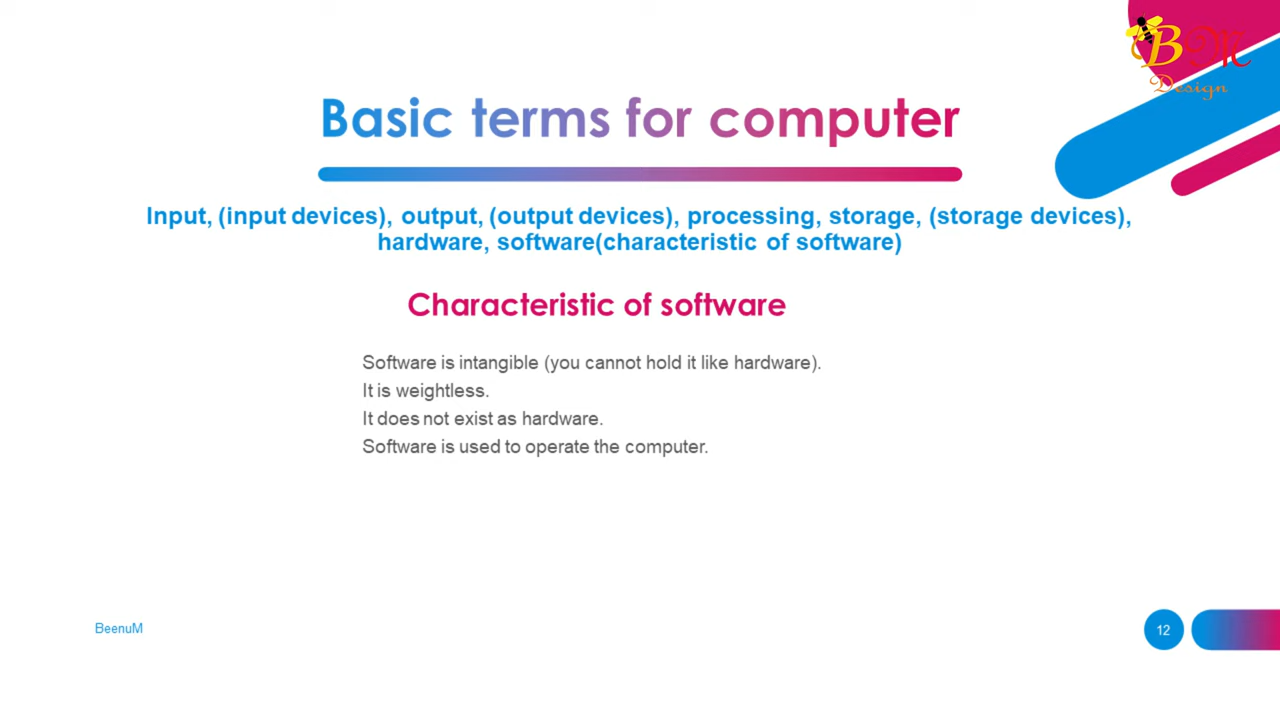 B M
Design
Basic terms for computer
Input, (input devices), output, (output devices), processing, storage, (storage devices),
hardware, software(characteristic of software)
Characteristic of software
Software is intangible (you cannot hold it like hardware).
It is weightless.
It does not exist as hardware.
Software is used to operate the computer.
BeenuM
12